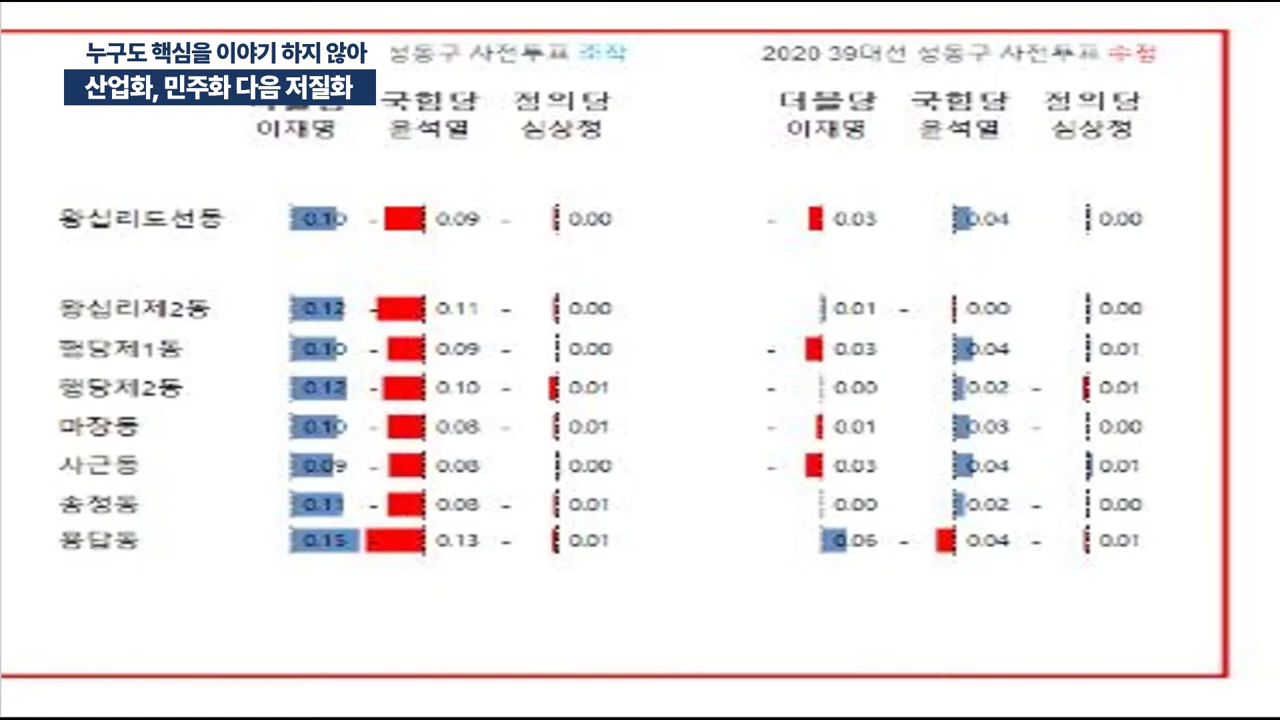 누구도 핵심을 이야기 하지 않아
산업화, 민주화 다음 저질화
성동구 사전투표 조작
2020 39대선 성동구 사전투표 수정
국힘당 정의당 더블당 국힘당 정의당
이재명 윤석열 심상정 이재명 윤석열 심상정
왕십리도선동 0.10 - 0.09 - 0.00 - 0.03 0.04 0.00
왕십리제2동 0.12 - 0.11 - 0.00 0.01 - 0.00 0.00
행당제1동 0.10 - 0.09 - 0.00 - 0.03 0.04 0.01
행당제2동 0.12 - 0.10 - 0.01 - 0.00 0.02 - 0.01
마장동 0.10 - 0.08 - 0.01 - 0.01 0.03 - 0.00
사근동 0.09 - 0.08 - 0.00 - 0.03 0.04 0.01
송정동 0.11 - 0.08 - 0.01 0.00 0.02 - 0.00
용답동 0.15 - 0.13 - 0.01 0.06 - 0.04 - 0.01